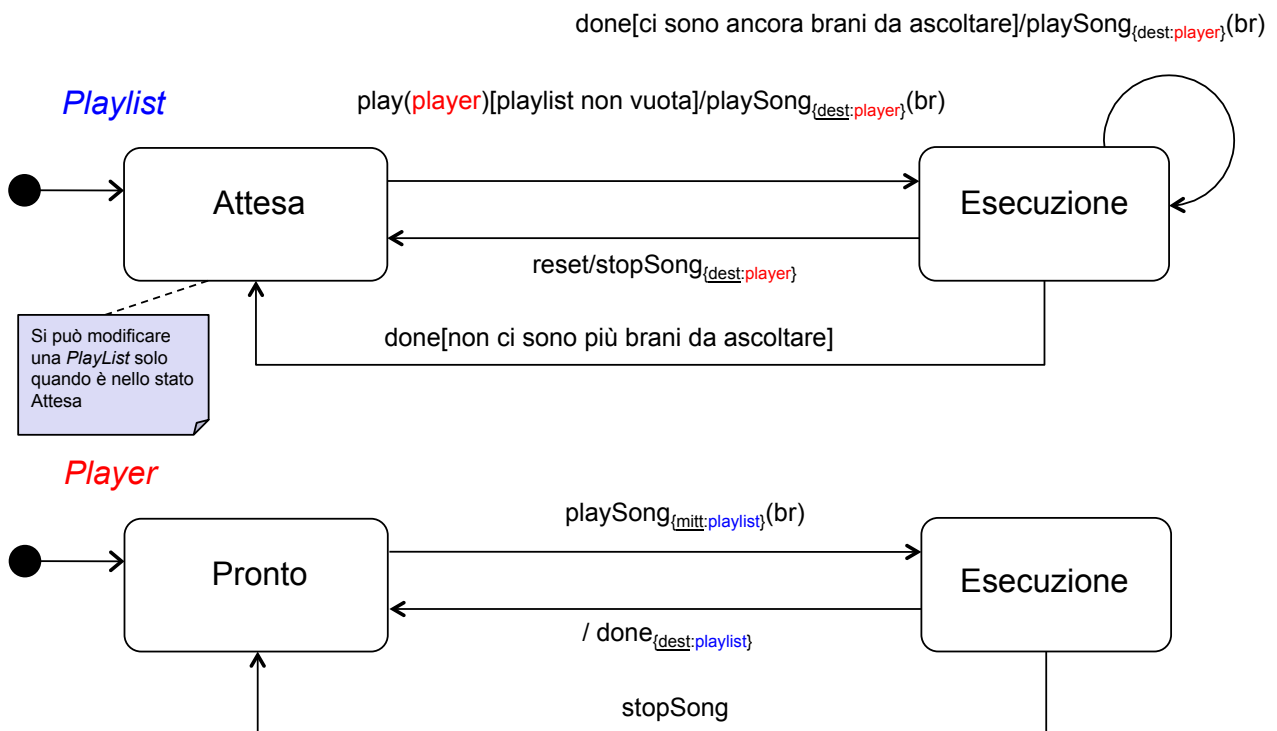 done[ci sono ancora brani da ascoltare]/playSong{dest:player}(br)
Playlist
play(player)[playlist non vuota]/playSong{dest:player}(br)
Attesa
Esecuzione
reset/stopSong{dest:player}
done[non ci sono più brani da ascoltare]
Si può modificare
una PlayList solo
quando è nello stato
Attesa
Player
playSong{mitt:playlist}(br)
Pronto
Esecuzione
/ done{dest:playlist}
stopSong